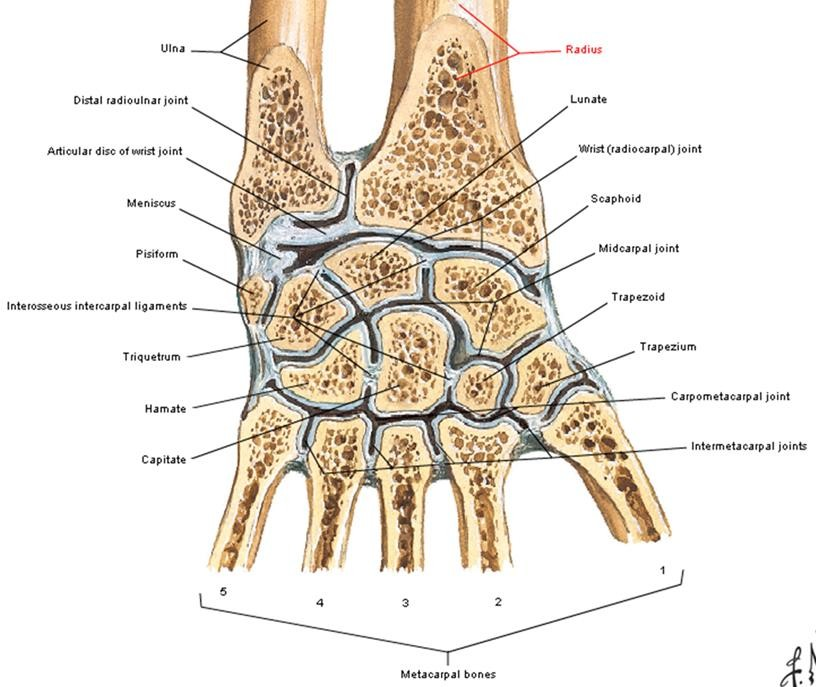 Ulna
Radius
Distal radioulnar joint
Lunate
Articular disc of wrist joint
Wrist (radiocarpal) joint
Meniscus
Scaphoid
Pisiform
Midcarpal joint
Interosseous intercarpal ligaments
Trapezoid
Triquetrum
Trapezium
Hamate
Carpometacarpal joint
Capitate
Intermetacarpal joints
5
4
3
2
1
Metacarpal bones